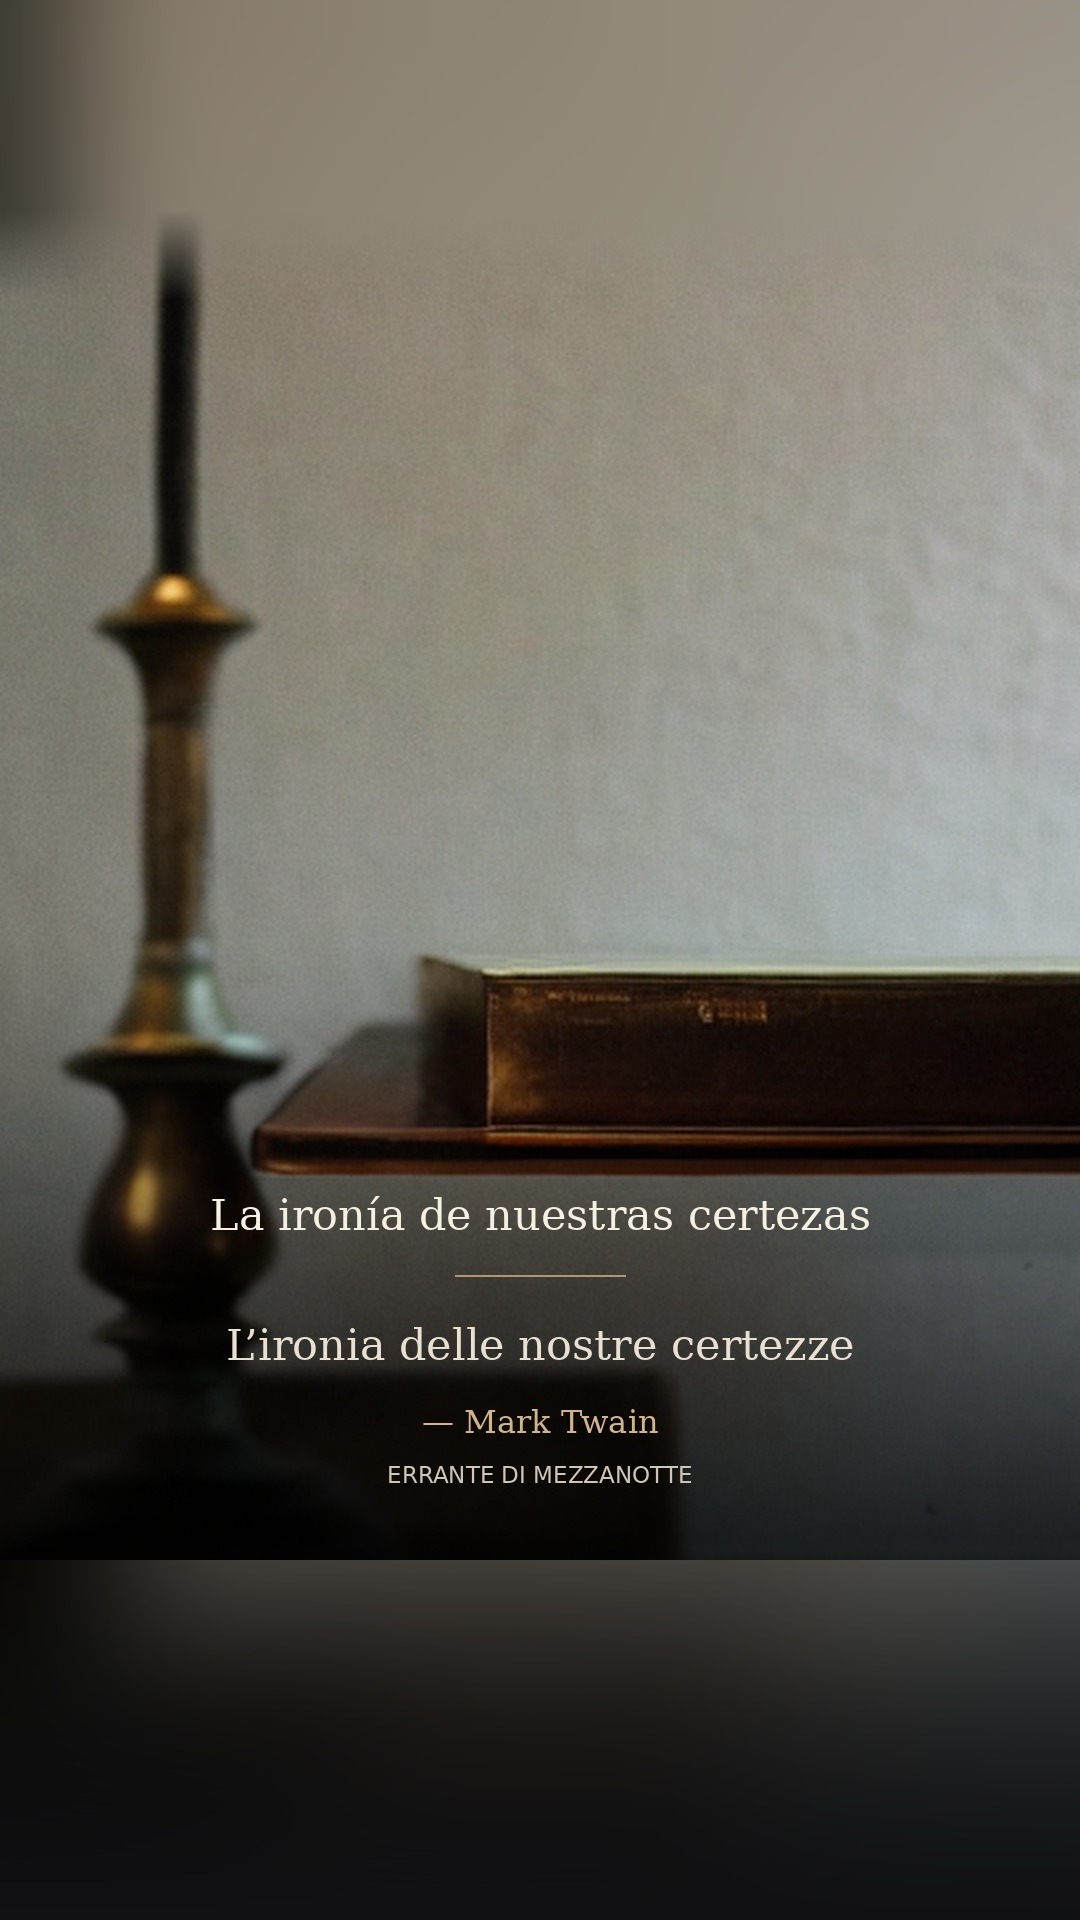 La ironía de nuestras certezas
L’ironia delle nostre certezze
— Mark Twain
ERRANTE DI MEZZANOTTE